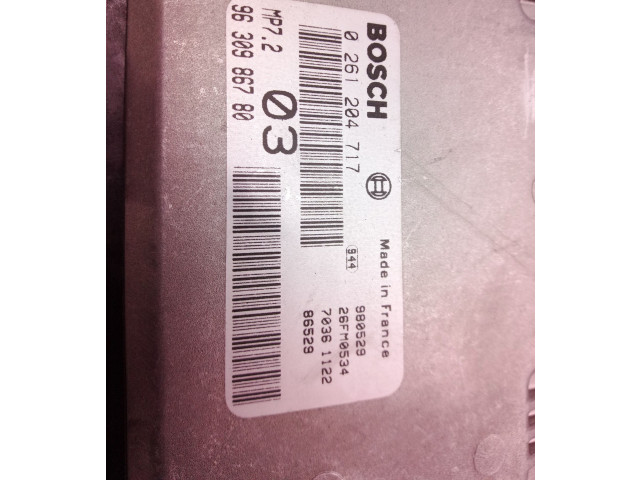 BOSCH
0 261 204 717
944
Made in France
MP7.2
03
96 309 867 80
980529
26FM0534
7036 1122
86529